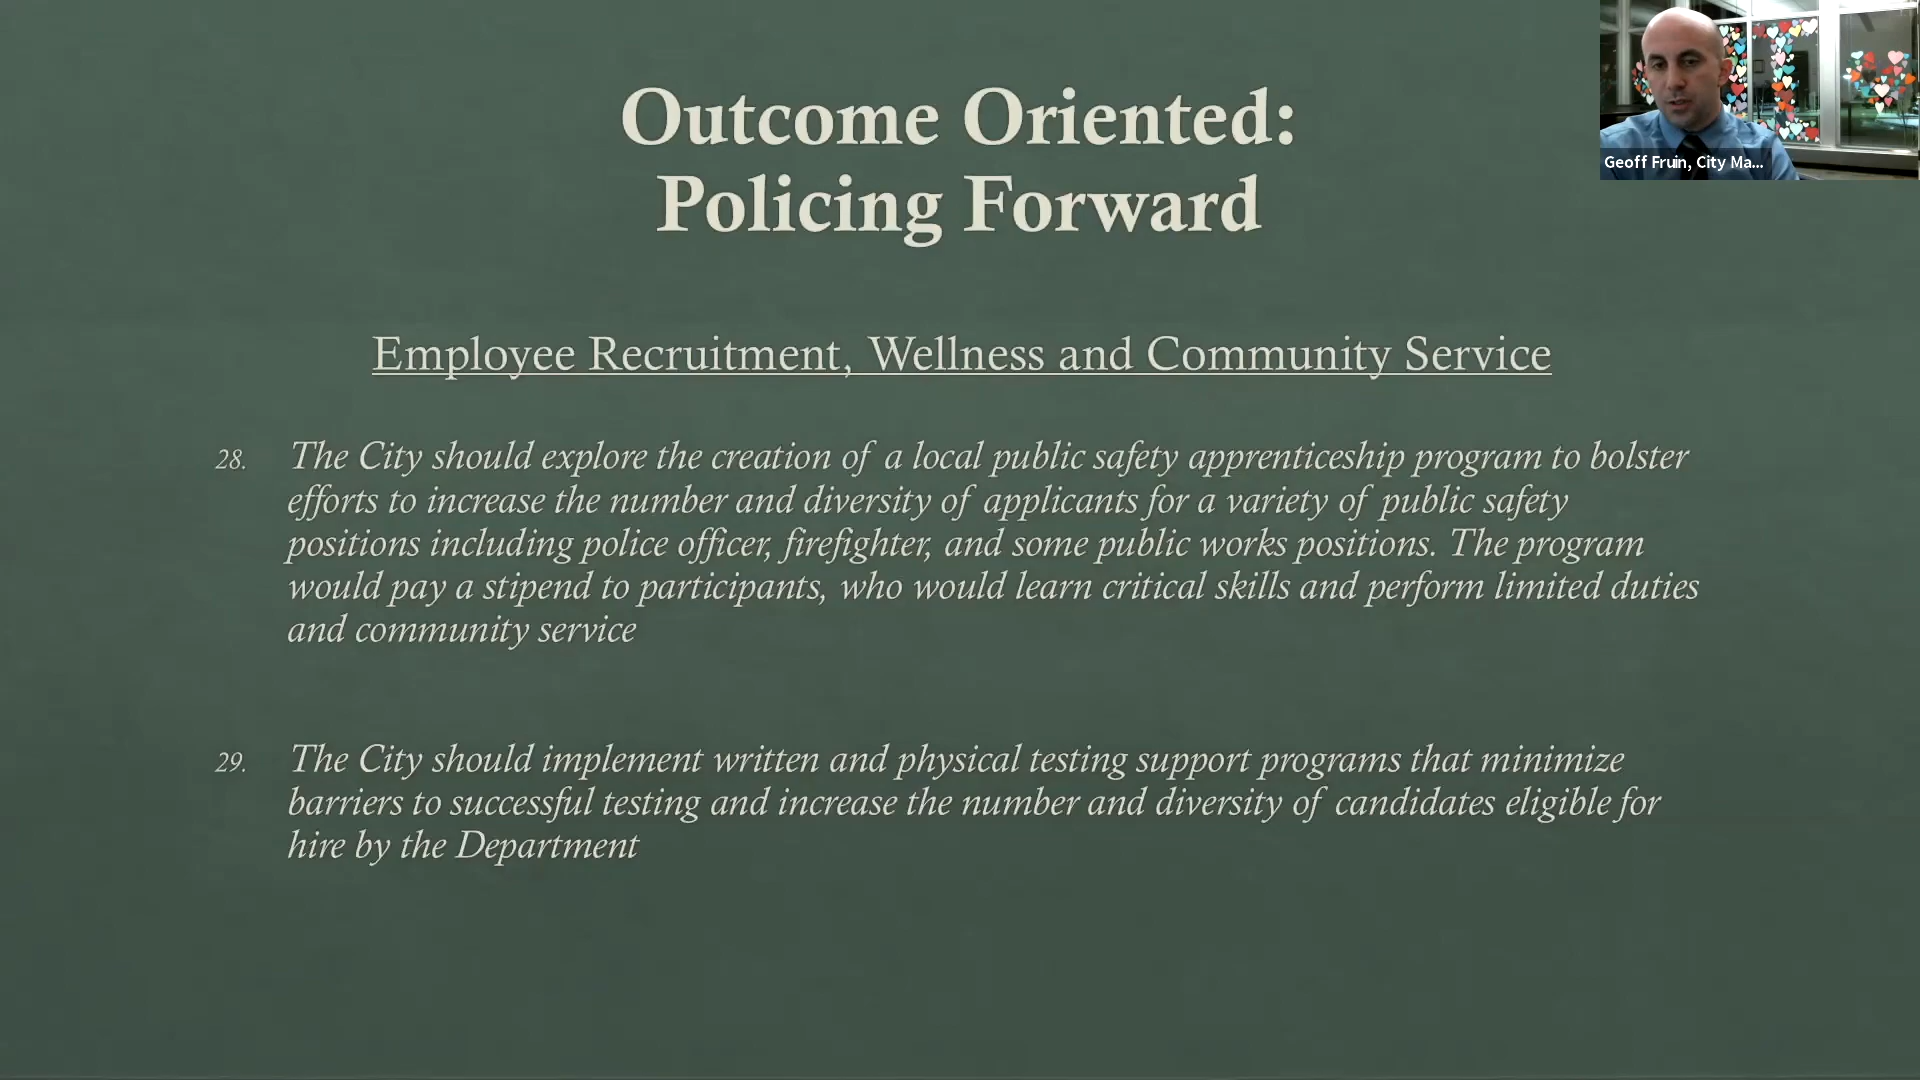 Outcome Oriented:
Policing Forward
Geoff Fruin, City Ma...
Employee Recruitment, Wellness and Community Service
28. The City should explore the creation of a local public safety apprenticeship program to bolster
efforts to increase the number and diversity of applicants for a variety of public safety
positions including police officer, firefighter, and some public works positions. The program
would pay a stipend to participants, who would learn critical skills and perform limited duties
and community service
29. The City should implement written and physical testing support programs that minimize
barriers to successful testing and increase the number and diversity of candidates eligible for
hire by the Department